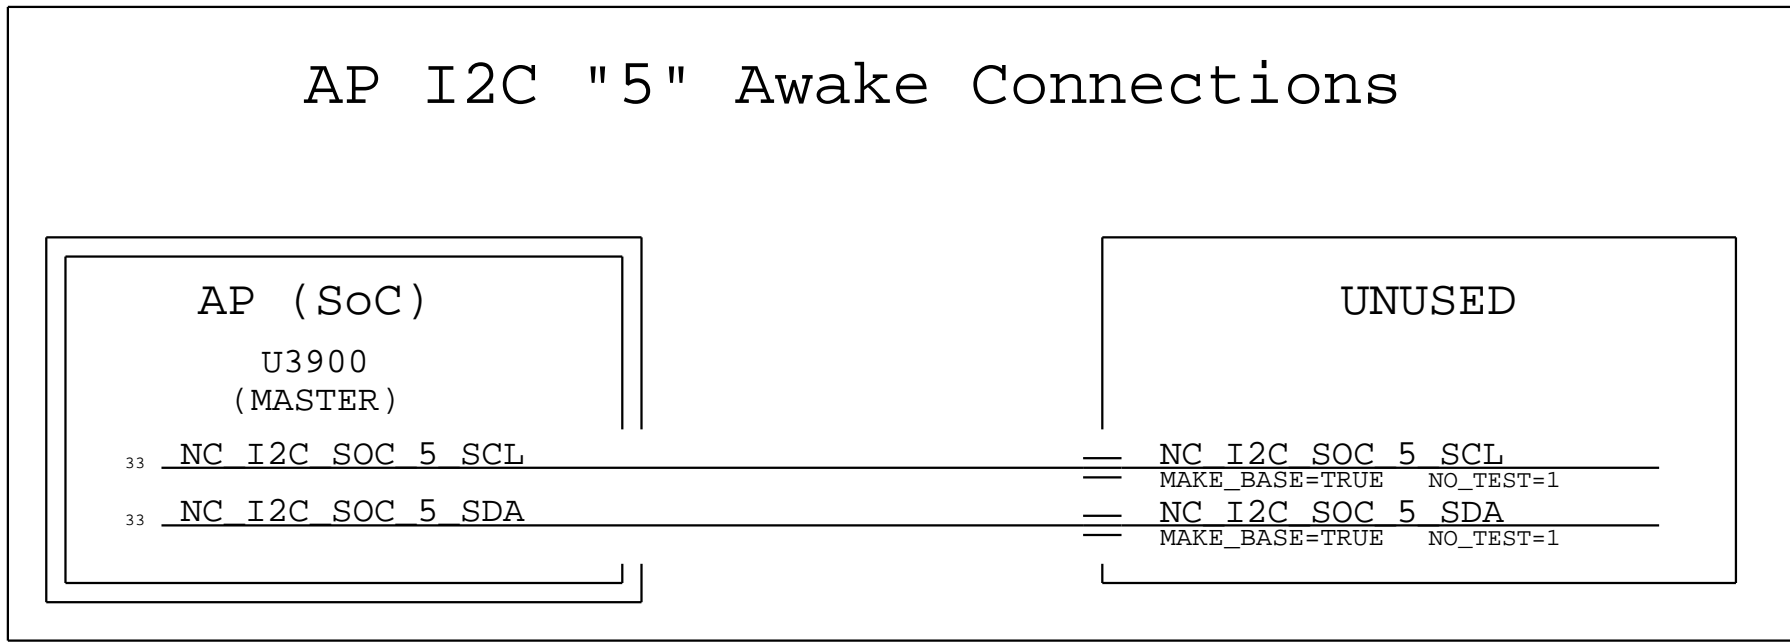 AP I2C "5" Awake Connections
AP (SoC)
U3900
(MASTER)
33 NC_I2C_SOC_5_SCL
33 NC_I2C_SOC_5_SDA
UNUSED
NC_I2C_SOC_5_SCL
MAKE_BASE=TRUE NO_TEST=1
NC_I2C_SOC_5_SDA
MAKE_BASE=TRUE NO_TEST=1